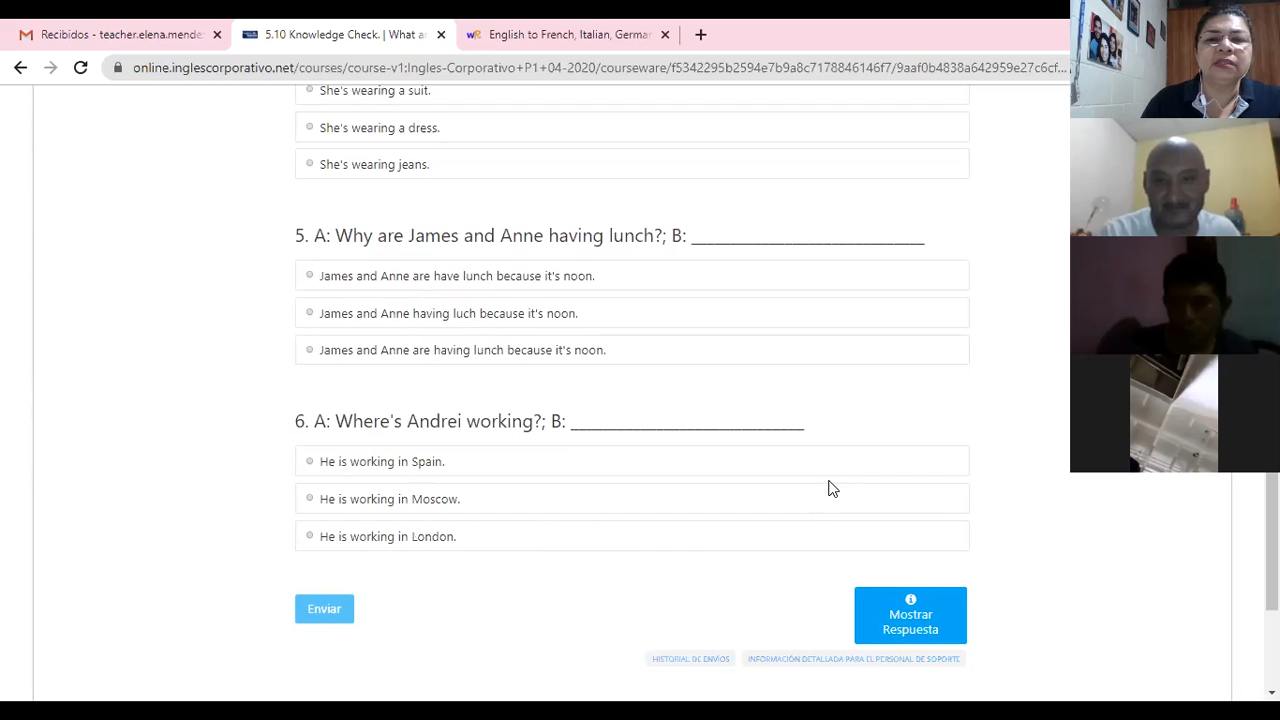 Recibidos - teacher.elena.mende
5.10 Knowledge Check. | What ar
English to French, Italian, Germar
online.inglescorporativo.net/courses/course-v1:Ingles-Corporativo+P1+04-2020/courseware/f5342295b2594e7b9a8c7178846146f7/9aaf0b4838a642959e27c6cf...
She's wearing a suit.
She's wearing a dress.
She's wearing jeans.
5. A: Why are James and Anne having lunch?; B: ____________________________
James and Anne are have lunch because it's noon.
James and Anne having luch because it's noon.
James and Anne are having lunch because it's noon.
6. A: Where's Andrei working?; B: ____________________________
He is working in Spain.
He is working in Moscow.
He is working in London.
Enviar
Mostrar
Respuesta
HISTORIAL DE ENVÍOS
INFORMACIÓN DETALLADA PARA EL PERSONAL DE SOPORTE